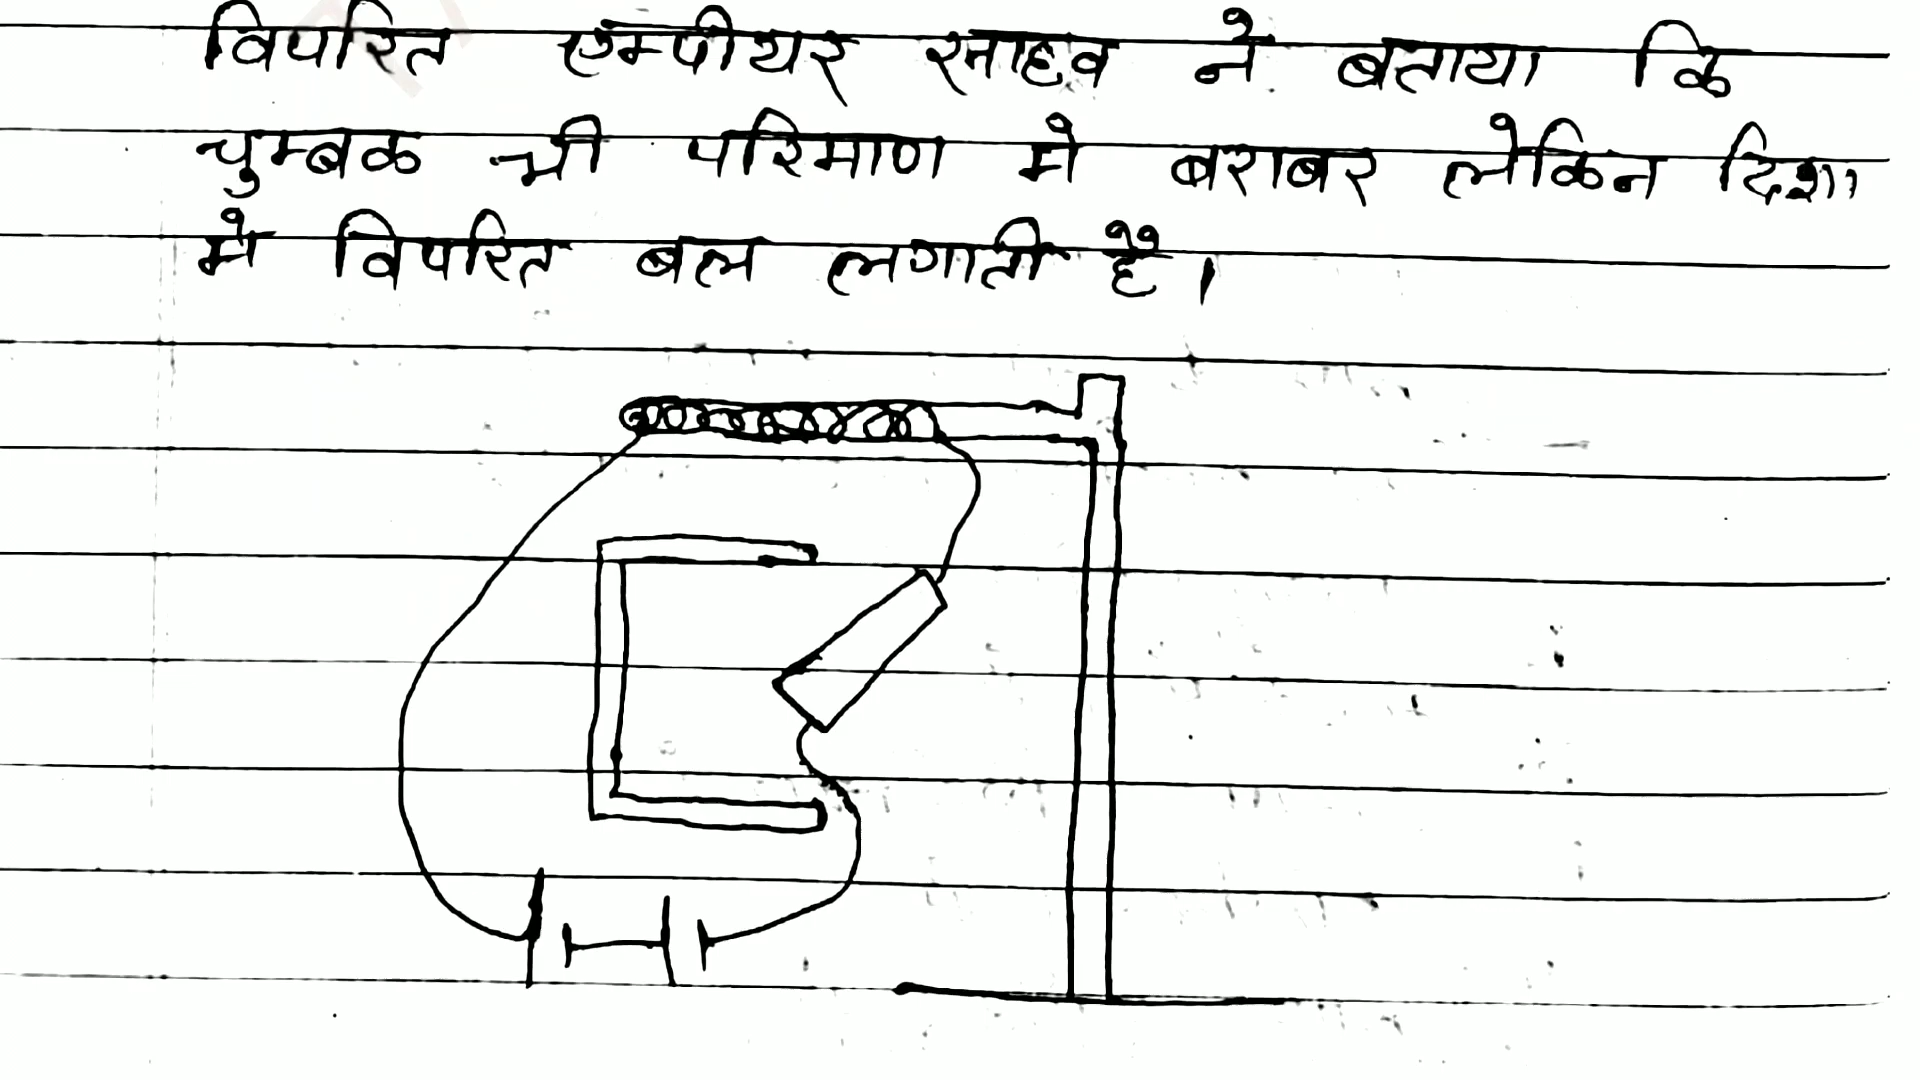 विपरित एम्पीयर साहब ने बताया कि
चुम्बक भी परिमाण मे बराबर लेकिन दिशा
मे विपरित बल लगाती है।